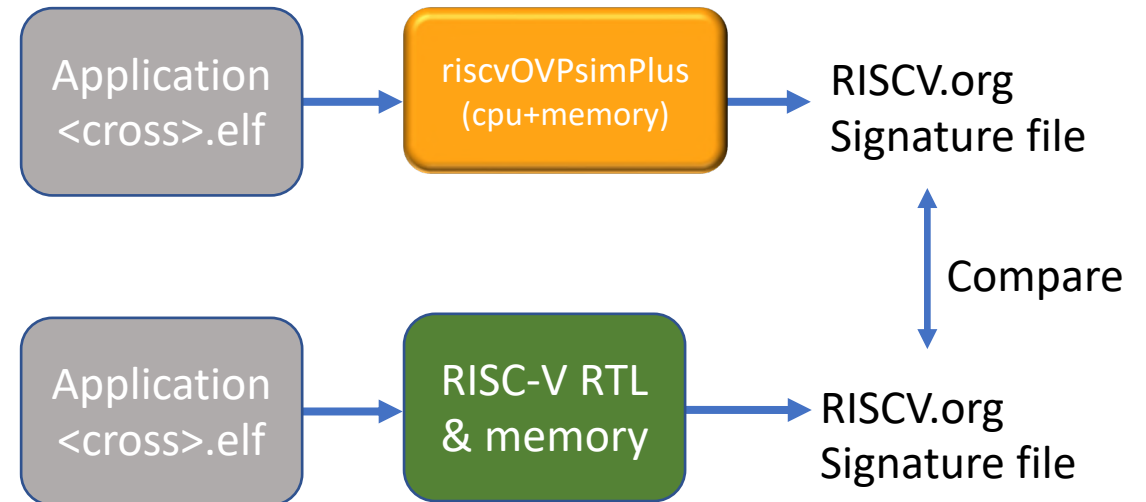 Application
<cross>.elf
riscvOVPsimPlus
(cpu+memory)
RISCV.org
Signature file
Compare
Application
<cross>.elf
RISC-V RTL
& memory
RISCV.org
Signature file